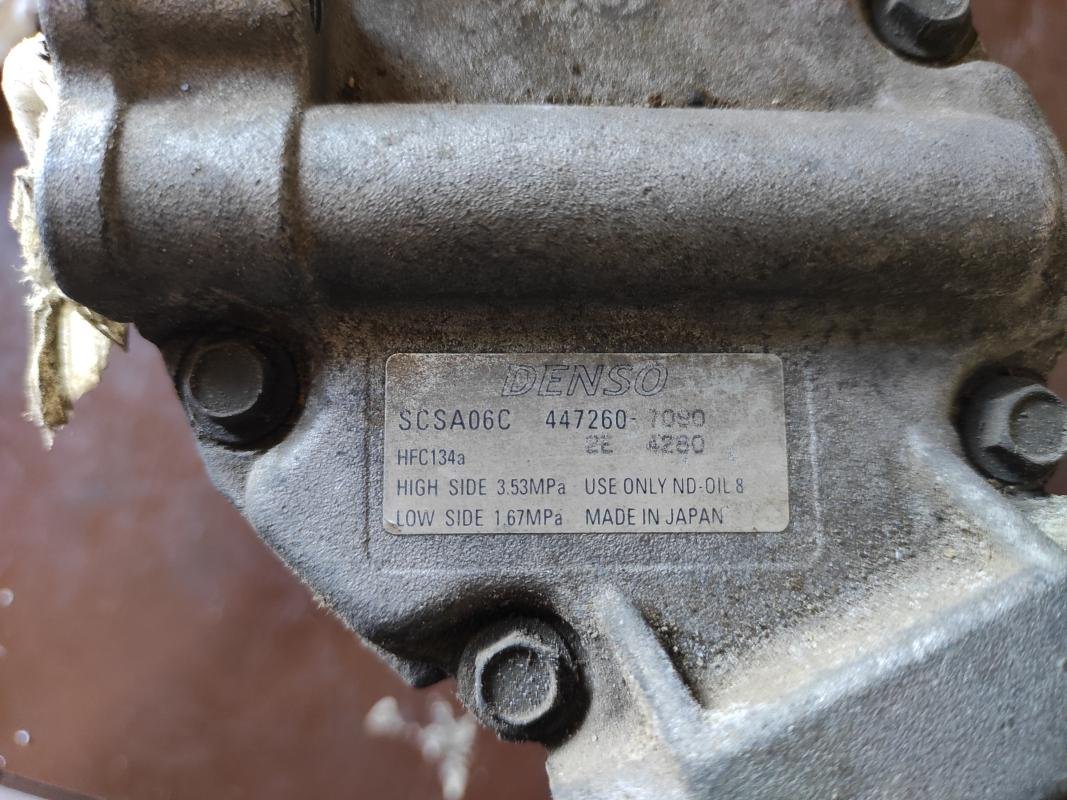 DENSO
SCSA06C 447260-7090
2E 4280
HFC134a
HIGH SIDE 3.53MPa USE ONLY ND-OIL 8
LOW SIDE 1.67MPa MADE IN JAPAN